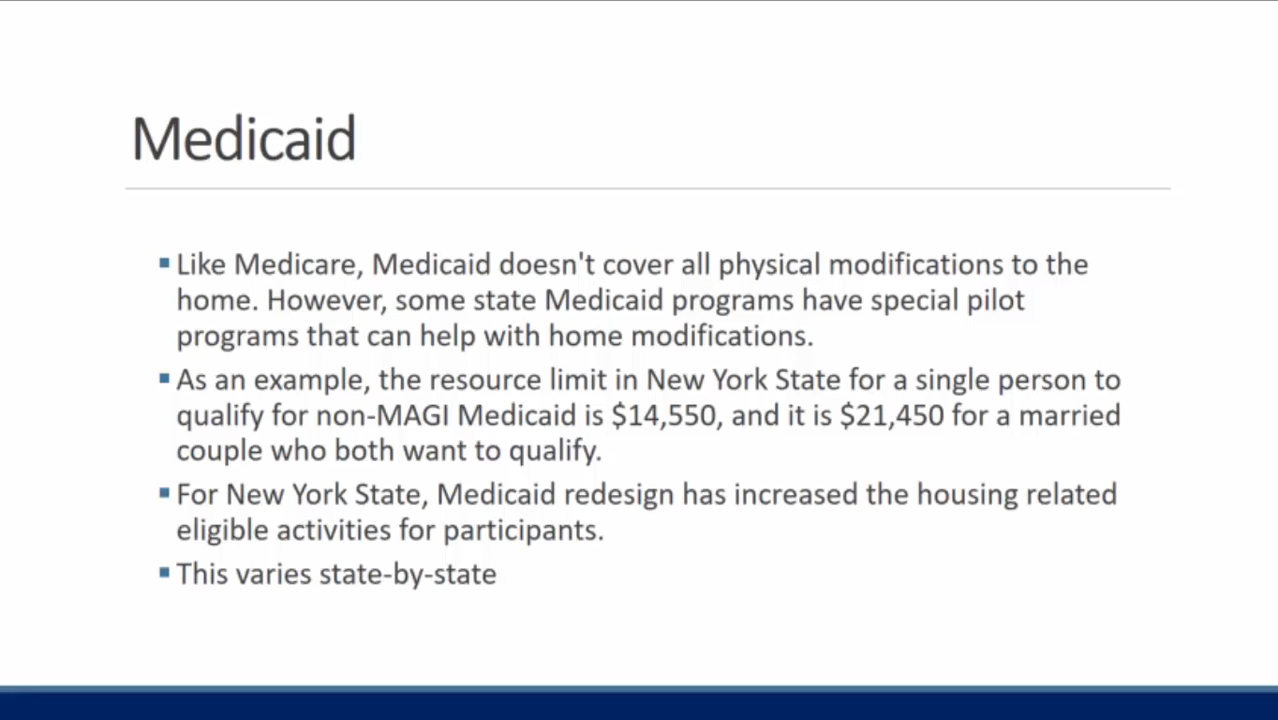 Medicaid
▪ Like Medicare, Medicaid doesn't cover all physical modifications to the
home. However, some state Medicaid programs have special pilot
programs that can help with home modifications.
▪ As an example, the resource limit in New York State for a single person to
qualify for non-MAGI Medicaid is $14,550, and it is $21,450 for a married
couple who both want to qualify.
▪ For New York State, Medicaid redesign has increased the housing related
eligible activities for participants.
▪ This varies state-by-state